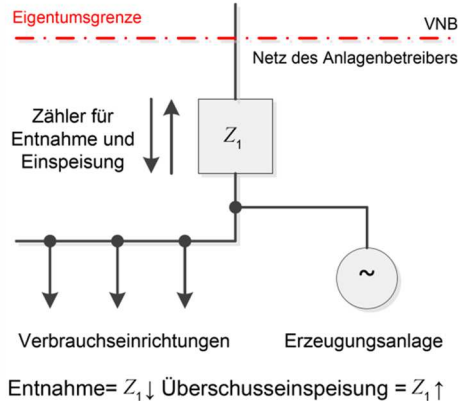 Eigentumsgrenze
VNB
Netz des Anlagenbetreibers
Zähler für
Entnahme und
Einspeisung
Z1
~
Verbrauchseinrichtungen
Erzeugungsanlage
Entnahme= Z1↓ Überschusseinspeisung = Z1↑